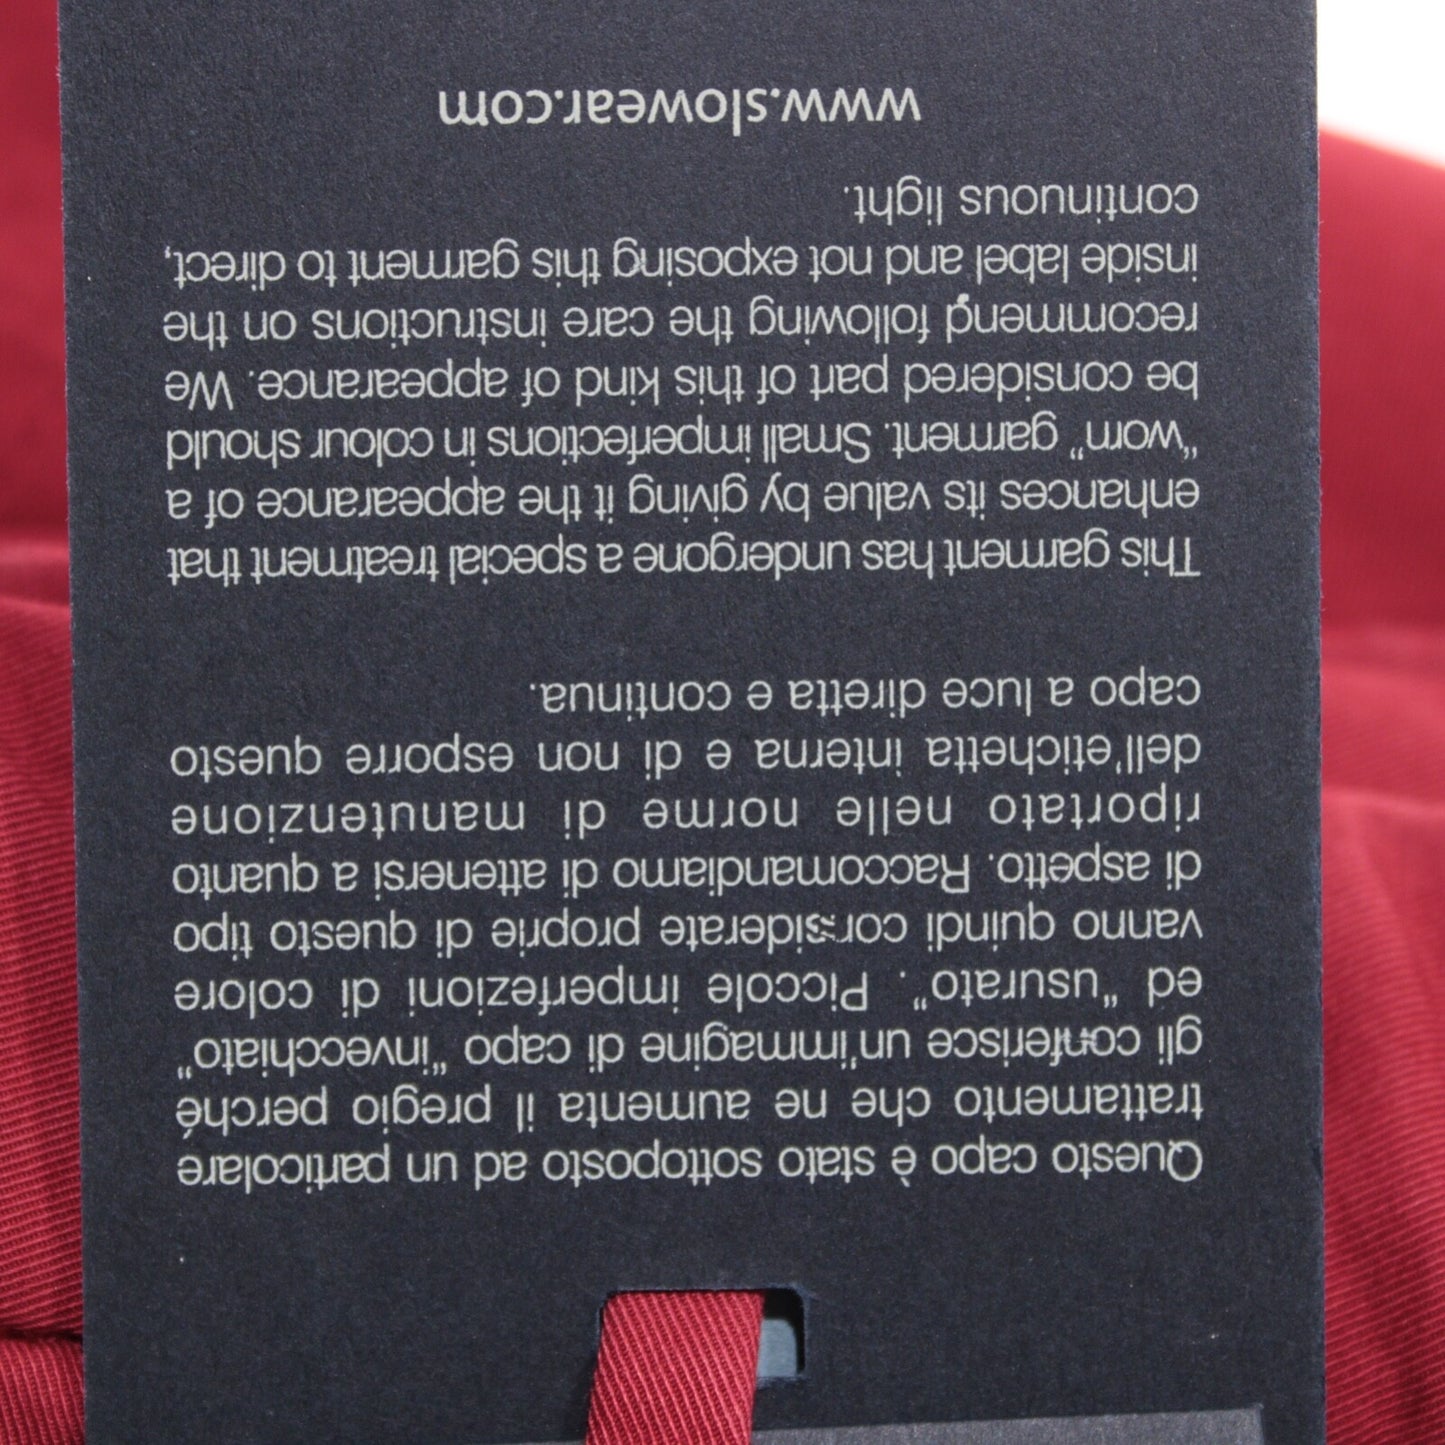 Questo capo è stato sottoposto ad un particolare
trattamento che ne aumenta il pregio perché
gli conferisce un'immagine di capo "invecchiato"
ed "usurato". Piccole imperfezioni di colore
vanno quindi considerate proprie di questo tipo
di aspetto. Raccomandiamo di attenersi a quanto
riportato nelle norme di manutenzione
dell'etichetta interna e di non esporre questo
capo a luce diretta e continua.
This garment has undergone a special treatment that
enhances its value by giving it the appearance of a
"worn" garment. Small imperfections in colour should
be considered part of this kind of appearance. We
recommend following the care instructions on the
inside label and not exposing this garment to direct,
continuous light.
www.slowear.com